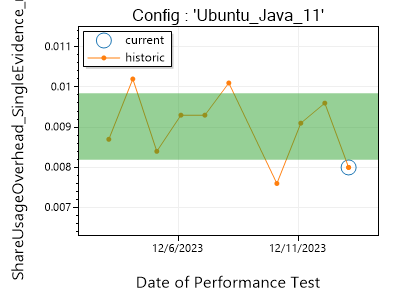 Config : 'Ubuntu_Java_11'
current
historic
0.011
0.01
0.009
0.008
0.007
12/6/2023
12/11/2023
Date of Performance Test
ShareUsageOverhead_SingleEvidence_